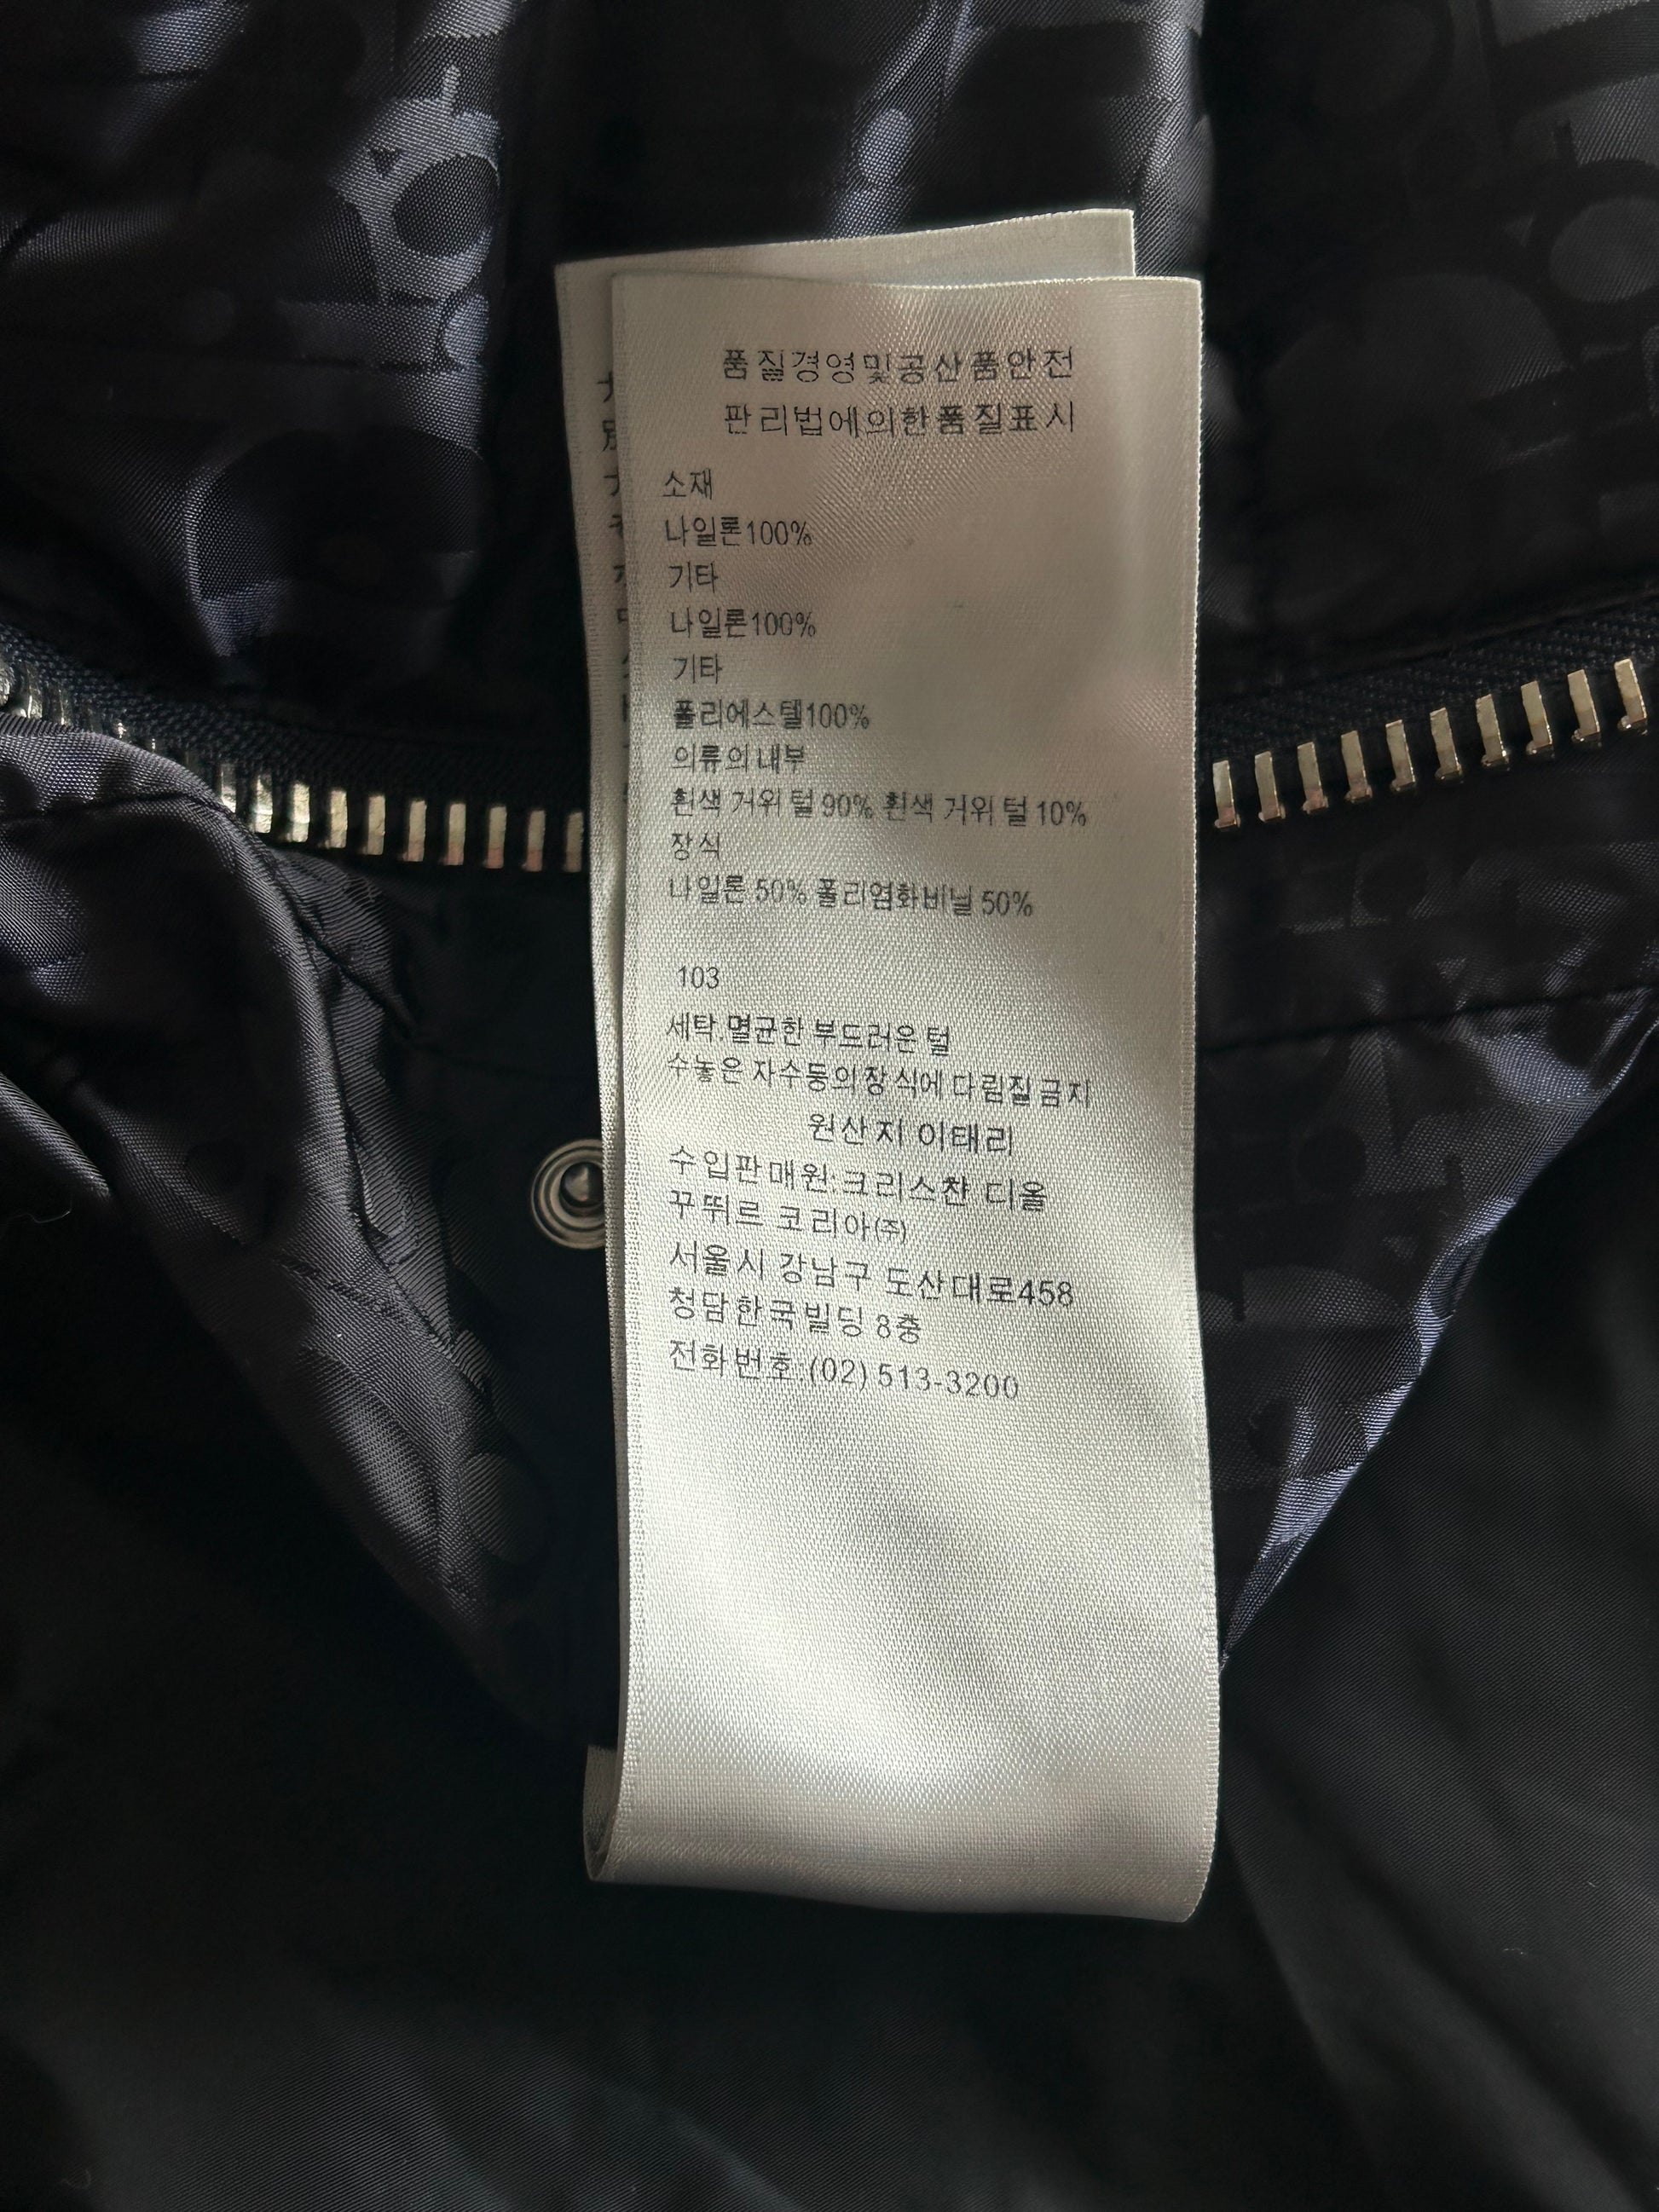 품질경영및공산품안전
판리법에의한품질표시
소재
나일론100%
기타
나일론100%
기타
폴리에스텔100%
의류의내부
흰색 거위 털 90% 흰색 거위 털 10%
장식
나일론 50% 폴리염화비닐 50%
103
세탁.멸균한 부드러운 털
수놓은 자수등의장식에 다림질금지
원산지 이태리
수입판매원:크리스챤 디올
꾸뛰르 코리아㈜
서울시 강남구 도산대로458
청담한국빌딩 8층
전화번호:(02) 513-3200